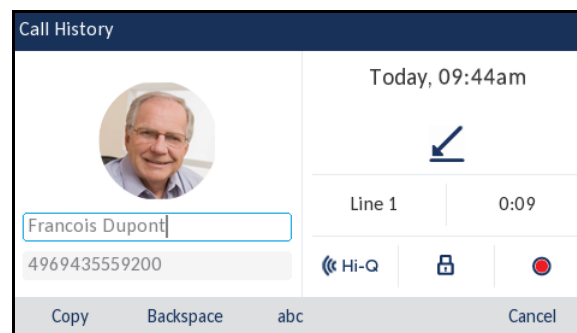 Call History
Francois Dupont
4969435559200
Today, 09:44am
Line 1 0:09
Hi-Q
Copy Backspace abc Cancel